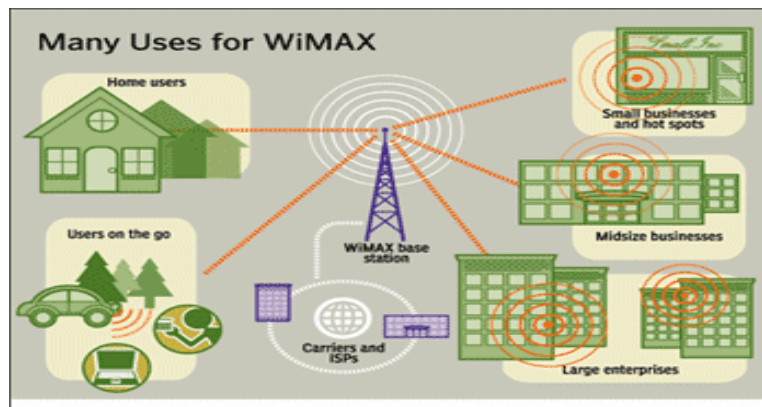 Many Uses for WiMAX
Home users
Small Inc
Small businesses
and hot spots
Users on the go
WiMAX base
station
Midsize businesses
Carriers and
ISPs
Large enterprises